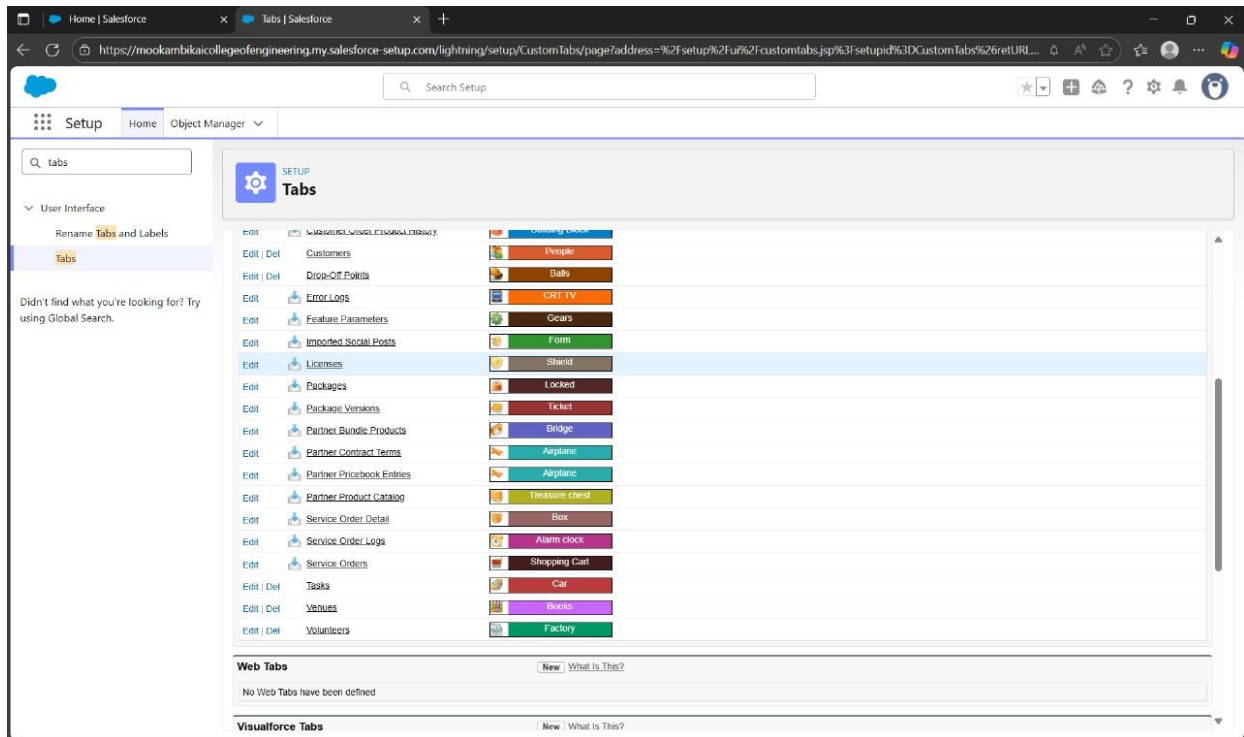 Home | Salesforce
Tabs | Salesforce
https://mookambikaicollegeofengineering.my.salesforce-setup.com/lightning/setup/CustomTabs/page?address=%2Fsetup%2Fui%2Fcustomtabs.jsp%3Fsetupid%3DCustomTabs%26retURL...
Search Setup
Setup Home Object Manager
tabs
User Interface
Rename Tabs and Labels
Tabs
Didn't find what you're looking for? Try
using Global Search.
SETUP
Tabs
Edit Customer Order Product History Building Block
Edit | Del Customers People
Edit | Del Drop-Off Points Balls
Edit Error Logs CRT TV
Edit Feature Parameters Gears
Edit Imported Social Posts Form
Edit Licenses Shield
Edit Packages Locked
Edit Package Versions Ticket
Edit Partner Bundle Products Bridge
Edit Partner Contract Terms Airplane
Edit Partner Pricebook Entries Airplane
Edit Partner Product Catalog Treasure chest
Edit Service Order Detail Box
Edit Service Order Logs Alarm clock
Edit Service Orders Shopping Cart
Edit | Del Tasks Car
Edit | Del Venues Books
Edit | Del Volunteers Factory
Web Tabs New What Is This?
No Web Tabs have been defined
Visualforce Tabs New What Is This?